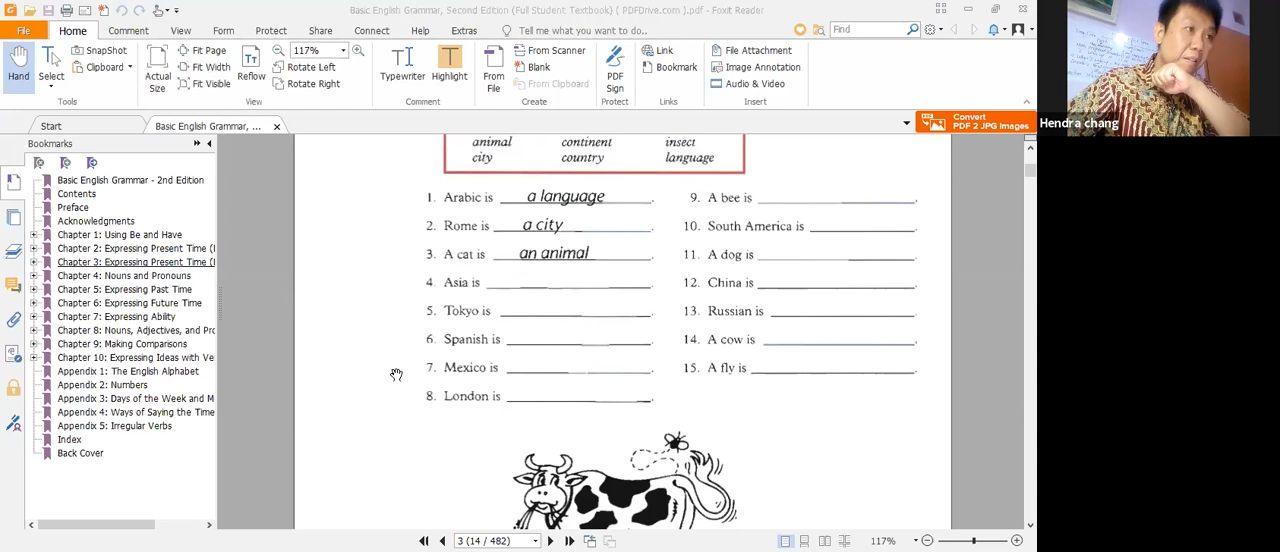 Basic English Grammar, Second Edition (Full Student Textbook) ( PDFDrive.com ).pdf - Foxit Reader
File Home Comment View Form Protect Share Connect Help Extras Tell me what you want to do.. Find
Hand
Select
SnapShot
Clipboard
Tools
Actual Size
Fit Page
Fit Width
Fit Visible
Reflow
117%
Rotate Left
Rotate Right
View
Typewriter
Highlight
Comment
From File
From Scanner
Blank
From Clipboard
Create
PDF Sign
Protect
Link
Bookmark
Links
File Attachment
Image Annotation
Audio & Video
Insert
Start
Basic English Grammar, ...
Convert
PDF 2 JPG Images
Hendra chang
Bookmarks
Basic English Grammar - 2nd Edition
Contents
Preface
Acknowledgments
Chapter 1: Using Be and Have
Chapter 2: Expressing Present Time (
Chapter 3: Expressing Present Time (
Chapter 4: Nouns and Pronouns
Chapter 5: Expressing Past Time
Chapter 6: Expressing Future Time
Chapter 7: Expressing Ability
Chapter 8: Nouns, Adjectives, and Pro
Chapter 9: Making Comparisons
Chapter 10: Expressing Ideas with Ve
Appendix 1: The English Alphabet
Appendix 2: Numbers
Appendix 3: Days of the Week and M
Appendix 4: Ways of Saying the Time
Appendix 5: Irregular Verbs
Index
Back Cover
animal continent insect
city country language
1. Arabic is a language.
2. Rome is a city.
3. A cat is an animal.
4. Asia is
5. Tokyo is
6. Spanish is
7. Mexico is
8. London is
9. A bee is
10. South America is
11. A dog is
12. China is
13. Russian is
14. A cow is
15. A fly is
3 (14 / 482)
117%